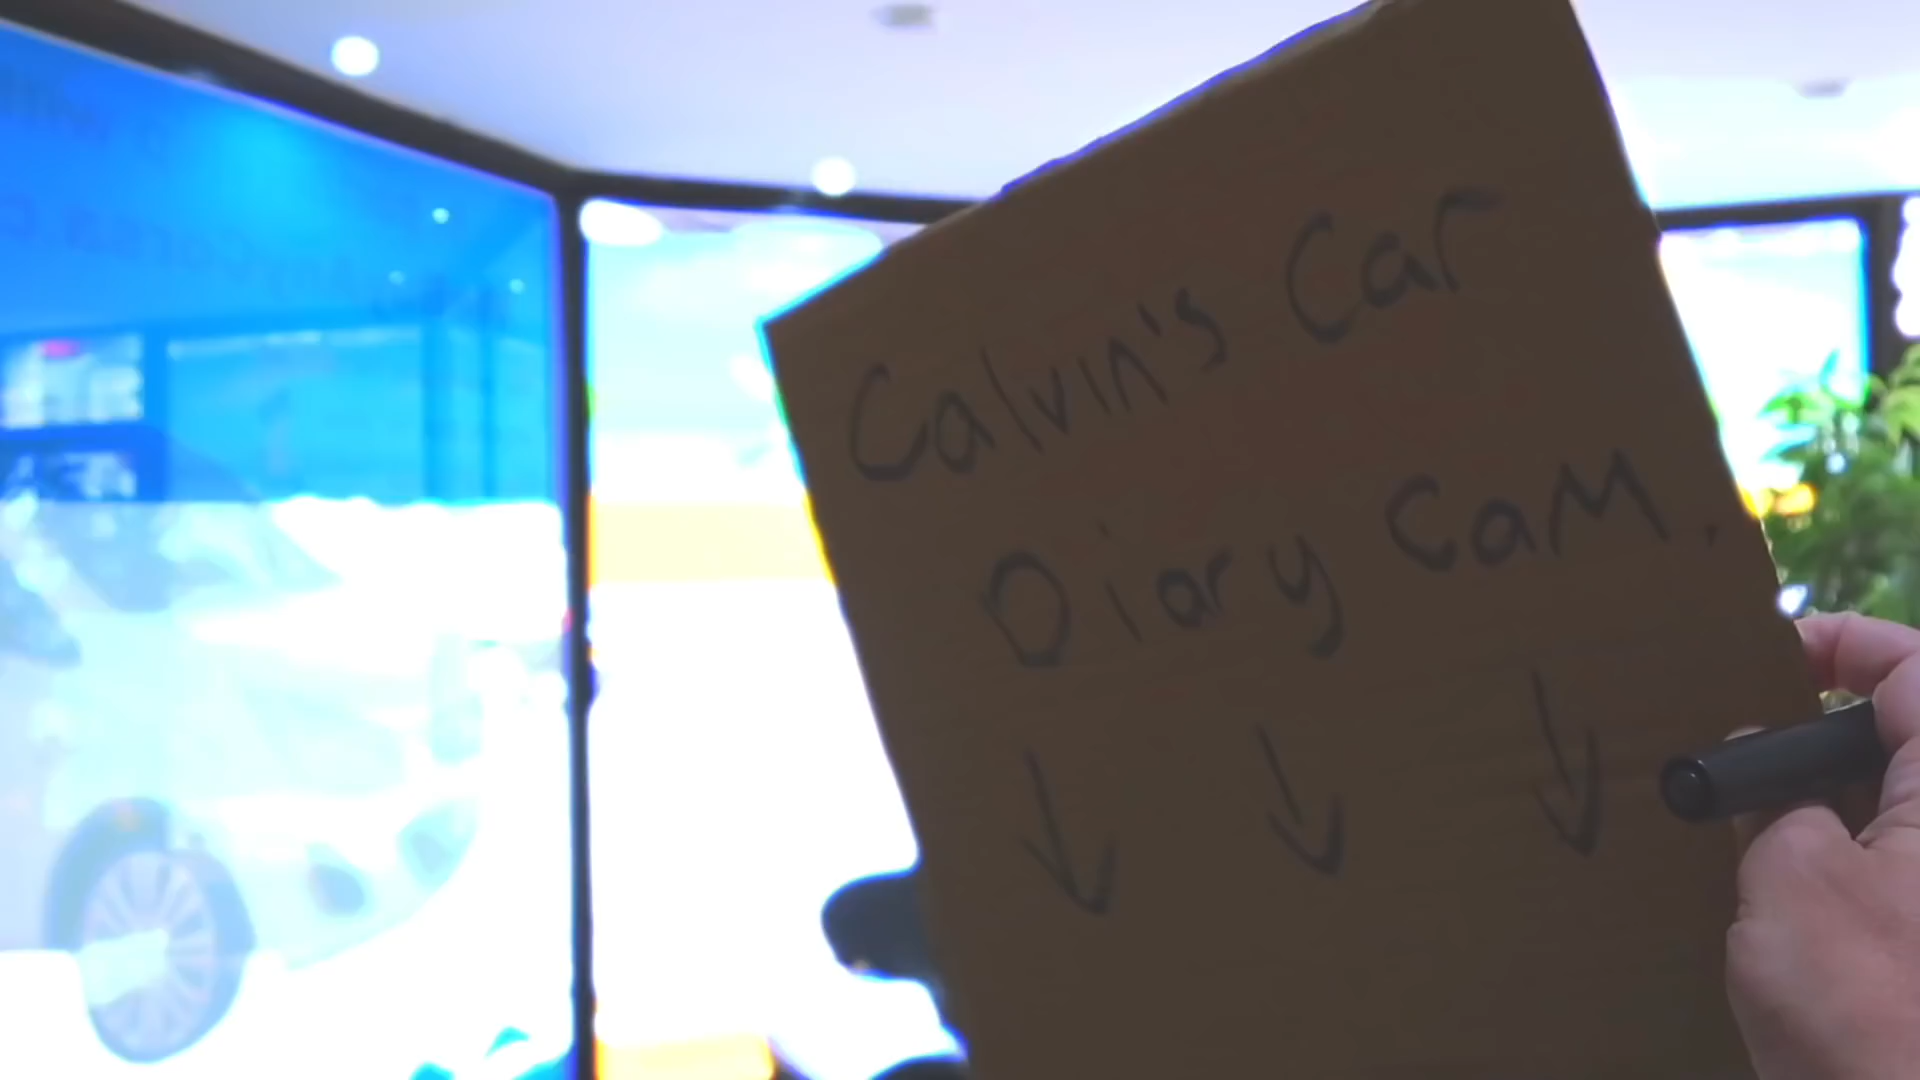 Calvin's Car
Diary CaM.
↓ ↓ ↓